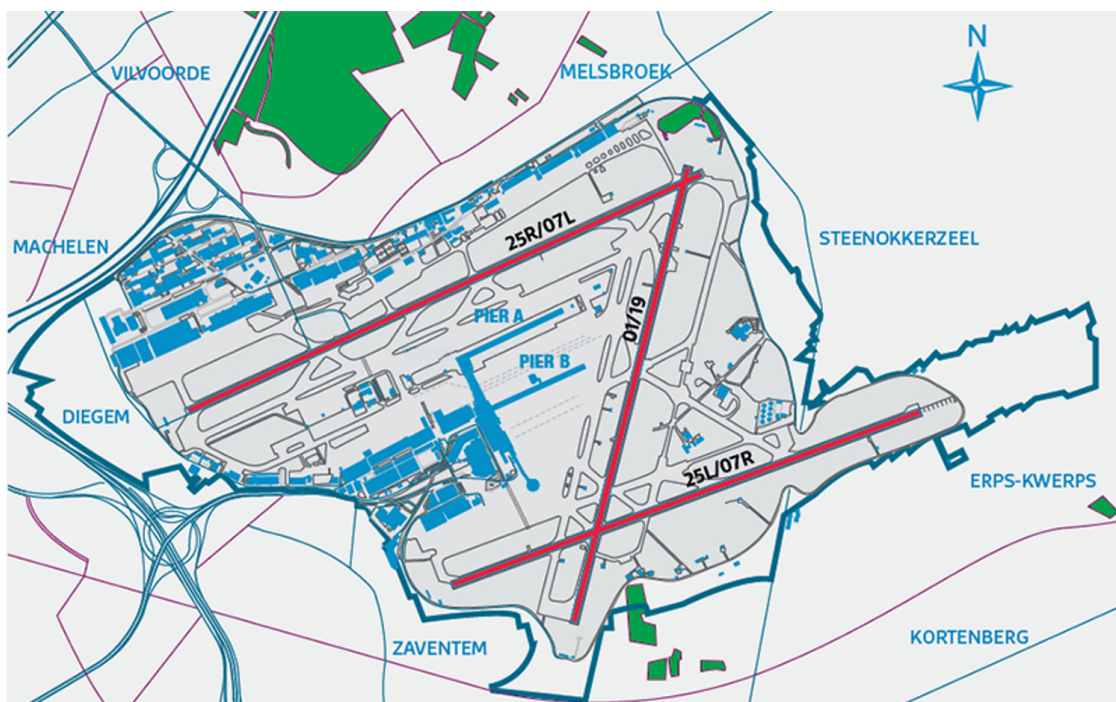 N
VILVOORDE
MELSBROEK
MACHELEN
25R/07L
STEENOKKERZEEL
PIER A
01/19
PIER B
DIEGEM
25L/07R
ERPS-KWERPS
ZAVENTEM
KORTENBERG